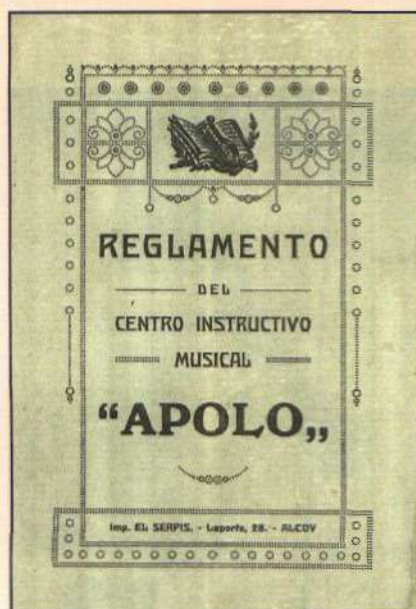 REGLAMENTO
DEL
CENTRO INSTRUCTIVO
MUSICAL
“APOLO„
Imp. EL SERPIS. - Laporta, 28. - ALCOY